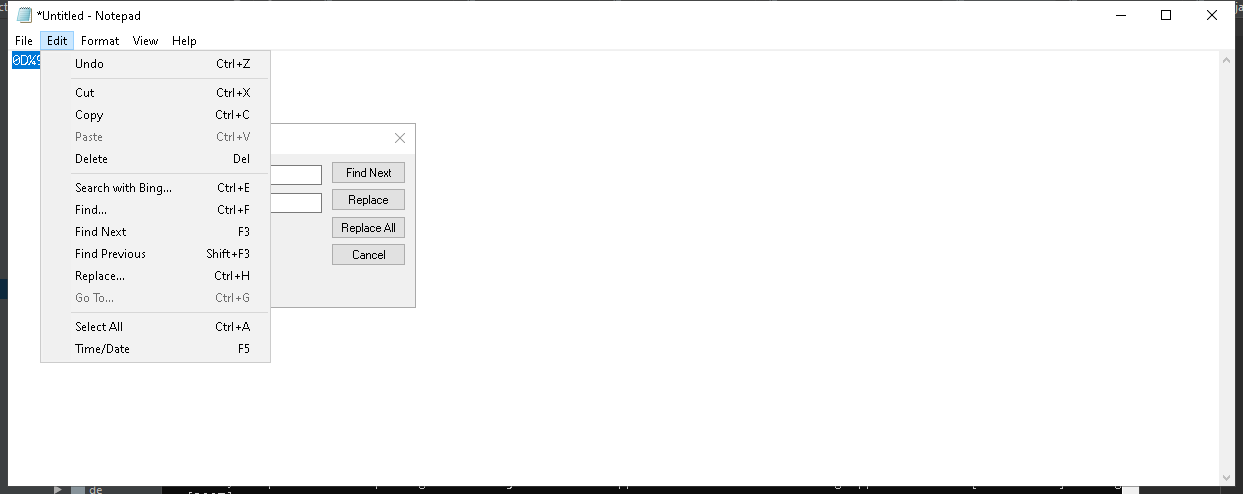 *Untitled - Notepad
File Edit Format View Help
Undo Ctrl+Z
Cut Ctrl+X
Copy Ctrl+C
Paste Ctrl+V
Delete Del
Search with Bing... Ctrl+E
Find... Ctrl+F
Find Next F3
Find Previous Shift+F3
Replace... Ctrl+H
Go To... Ctrl+G
Select All Ctrl+A
Time/Date F5
Find Next
Replace
Replace All
Cancel
de